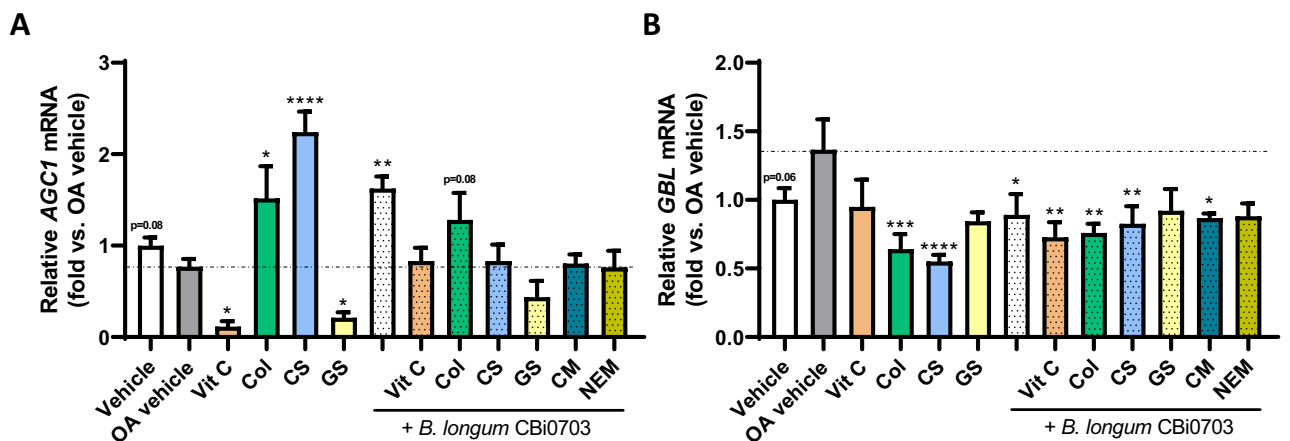 A
Relative AGC1 mRNA
(fold vs. OA vehicle)
3
2
1
0
p=0.08
*
*
****
*
**
p=0.08
Vehicle
OA vehicle
Vit C
Col
CS
GS
Vit C
Col
CS
GS
CM
NEM
+ B. longum CBi0703
B
Relative GBL mRNA
(fold vs. OA vehicle)
2.0
1.5
1.0
0.5
0.0
p=0.06
***
****
*
**
**
**
*
Vehicle
OA vehicle
Vit C
Col
CS
GS
Vit C
Col
CS
GS
CM
NEM
+ B. longum CBi0703